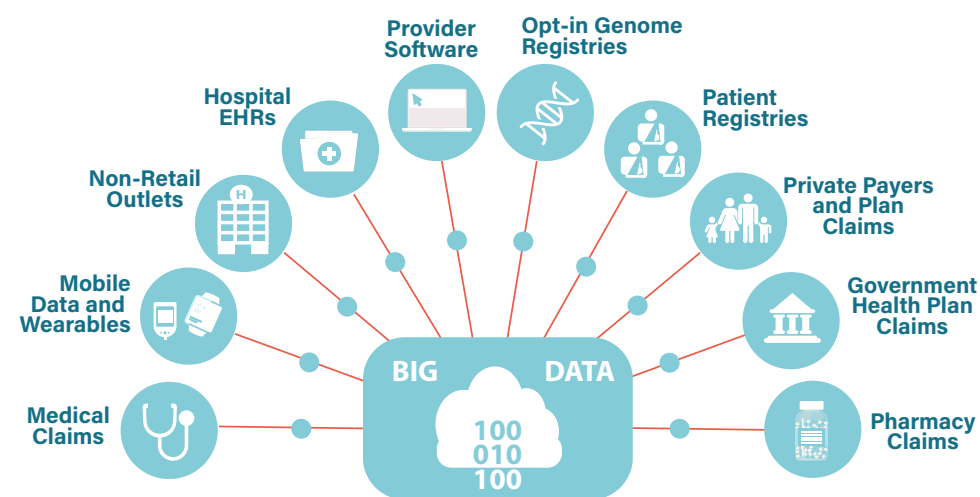 Provider
Software
Opt-in Genome
Registries
Hospital
EHRs
Patient
Registries
Non-Retail
Outlets
H
Private Payers
and Plan
Claims
Mobile
Data and
Wearables
Government
Health Plan
Claims
BIG DATA
Medical
Claims
100
010
100
Pharmacy
Claims